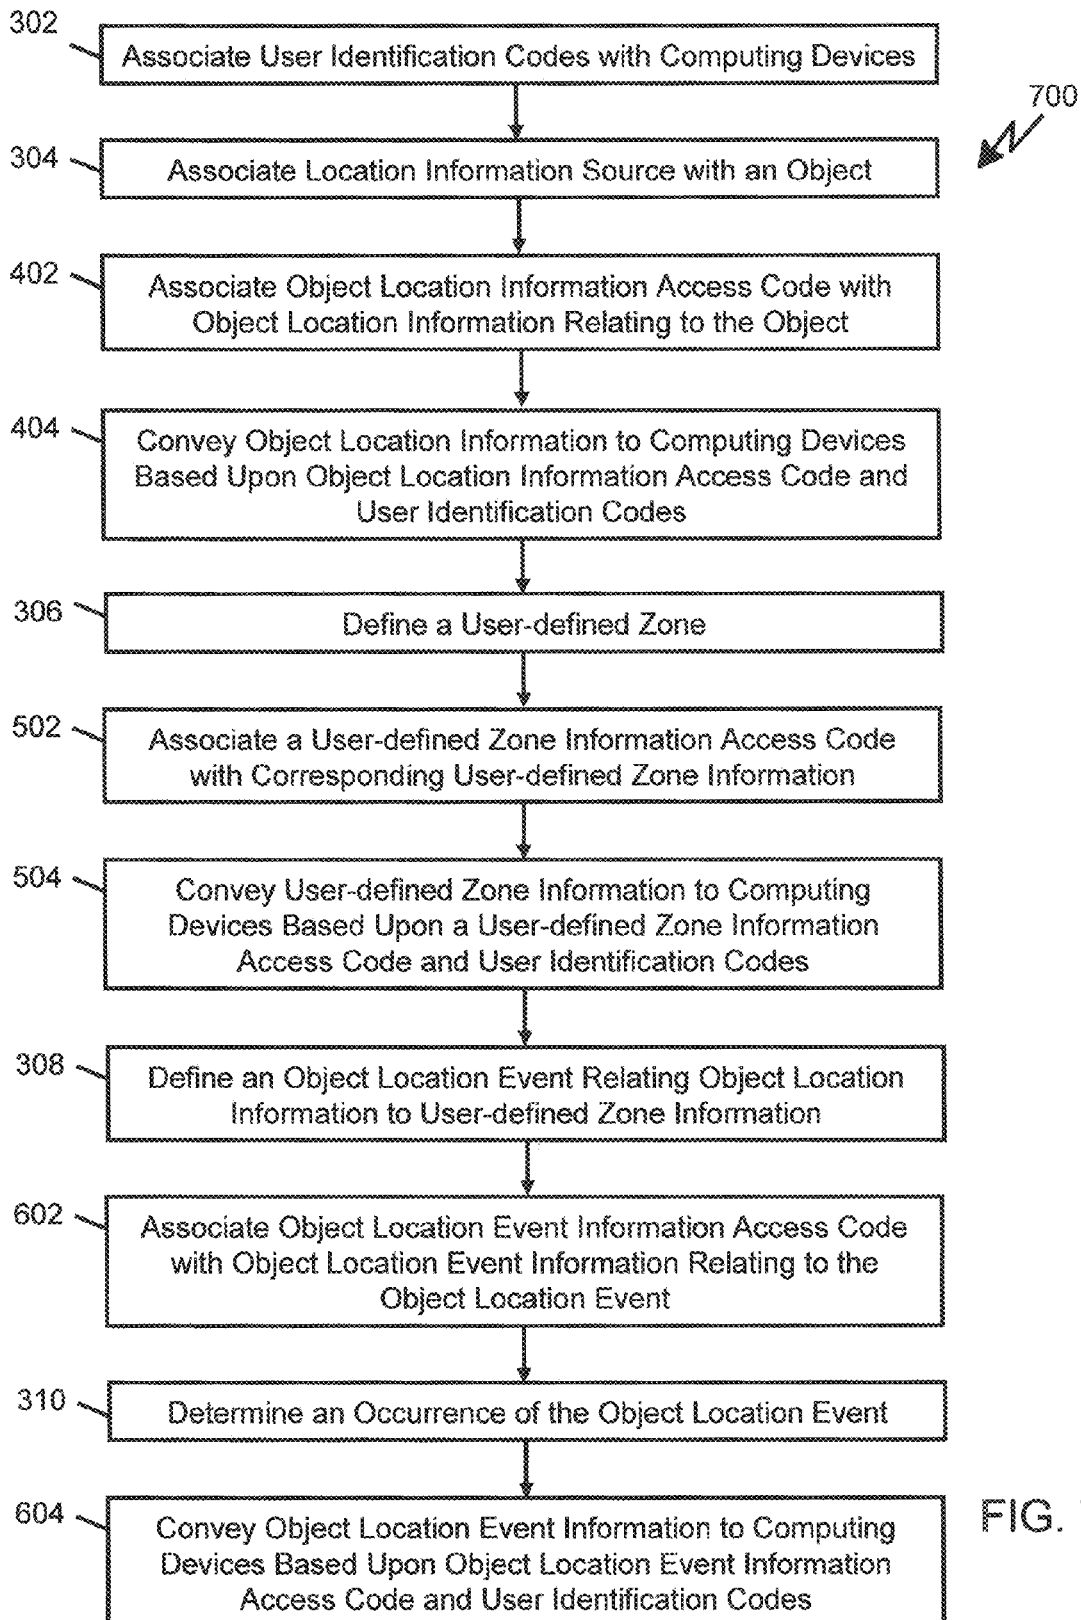 302
Associate User Identification Codes with Computing Devices
700
304
Associate Location Information Source with an Object
402
Associate Object Location Information Access Code with
Object Location Information Relating to the Object
404
Convey Object Location Information to Computing Devices
Based Upon Object Location Information Access Code and
User Identification Codes
306
Define a User-defined Zone
502
Associate a User-defined Zone Information Access Code
with Corresponding User-defined Zone Information
504
Convey User-defined Zone Information to Computing
Devices Based Upon a User-defined Zone Information
Access Code and User Identification Codes
308
Define an Object Location Event Relating Object Location
Information to User-defined Zone Information
602
Associate Object Location Event Information Access Code
with Object Location Event Information Relating to the
Object Location Event
310
Determine an Occurrence of the Object Location Event
604
Convey Object Location Event Information to Computing
Devices Based Upon Object Location Event Information
Access Code and User Identification Codes
FIG.